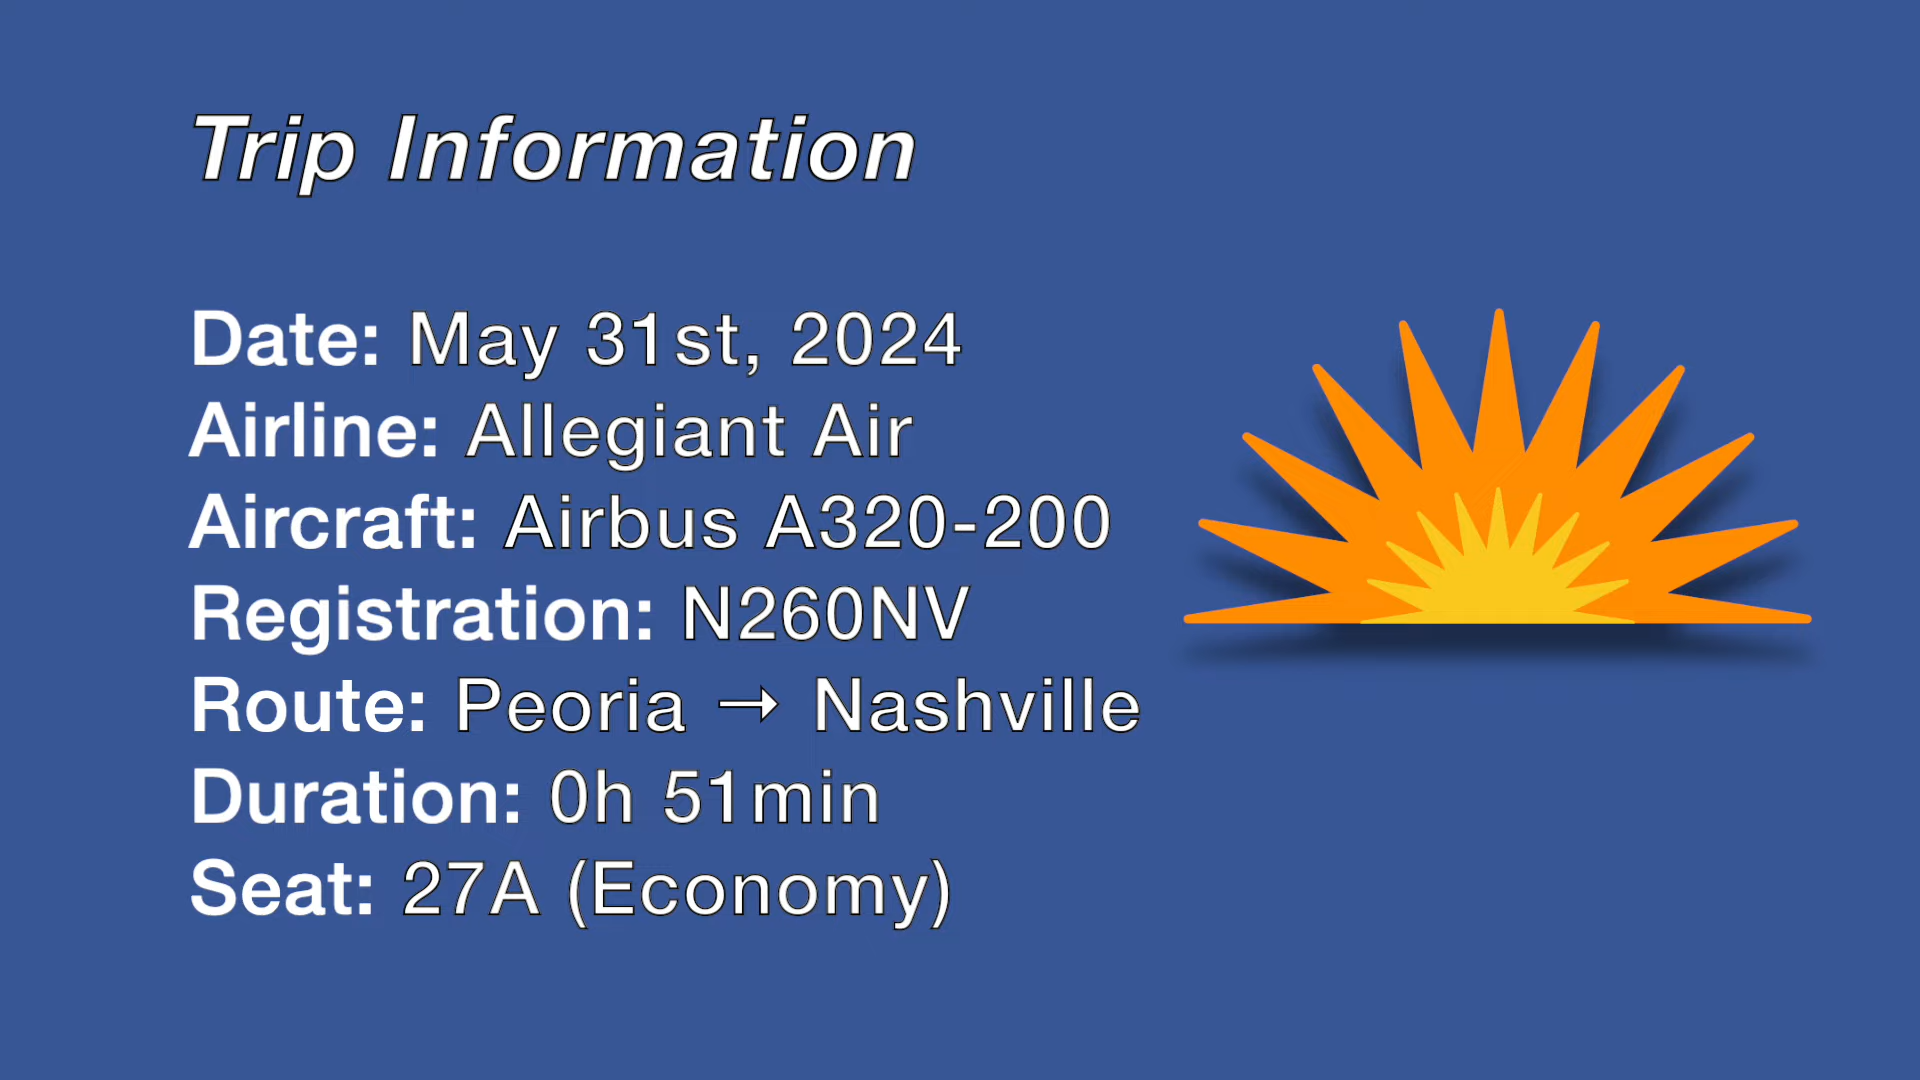 Trip Information
Date: May 31st, 2024
Airline: Allegiant Air
Aircraft: Airbus A320-200
Registration: N260NV
Route: Peoria → Nashville
Duration: 0h 51min
Seat: 27A (Economy)